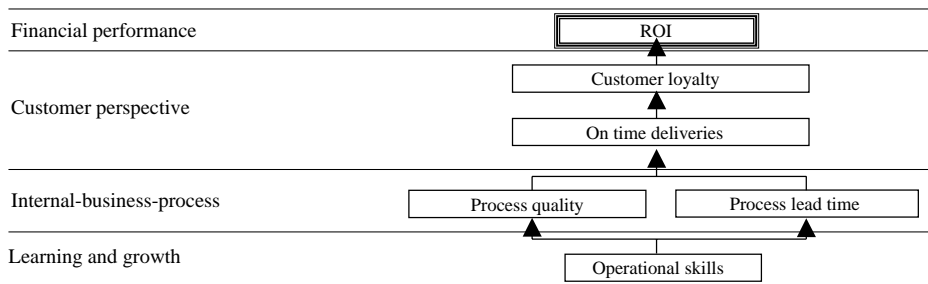 Financial performance
ROI
Customer loyalty
Customer perspective
On time deliveries
Internal-business-process
Process quality
Process lead time
Learning and growth
Operational skills